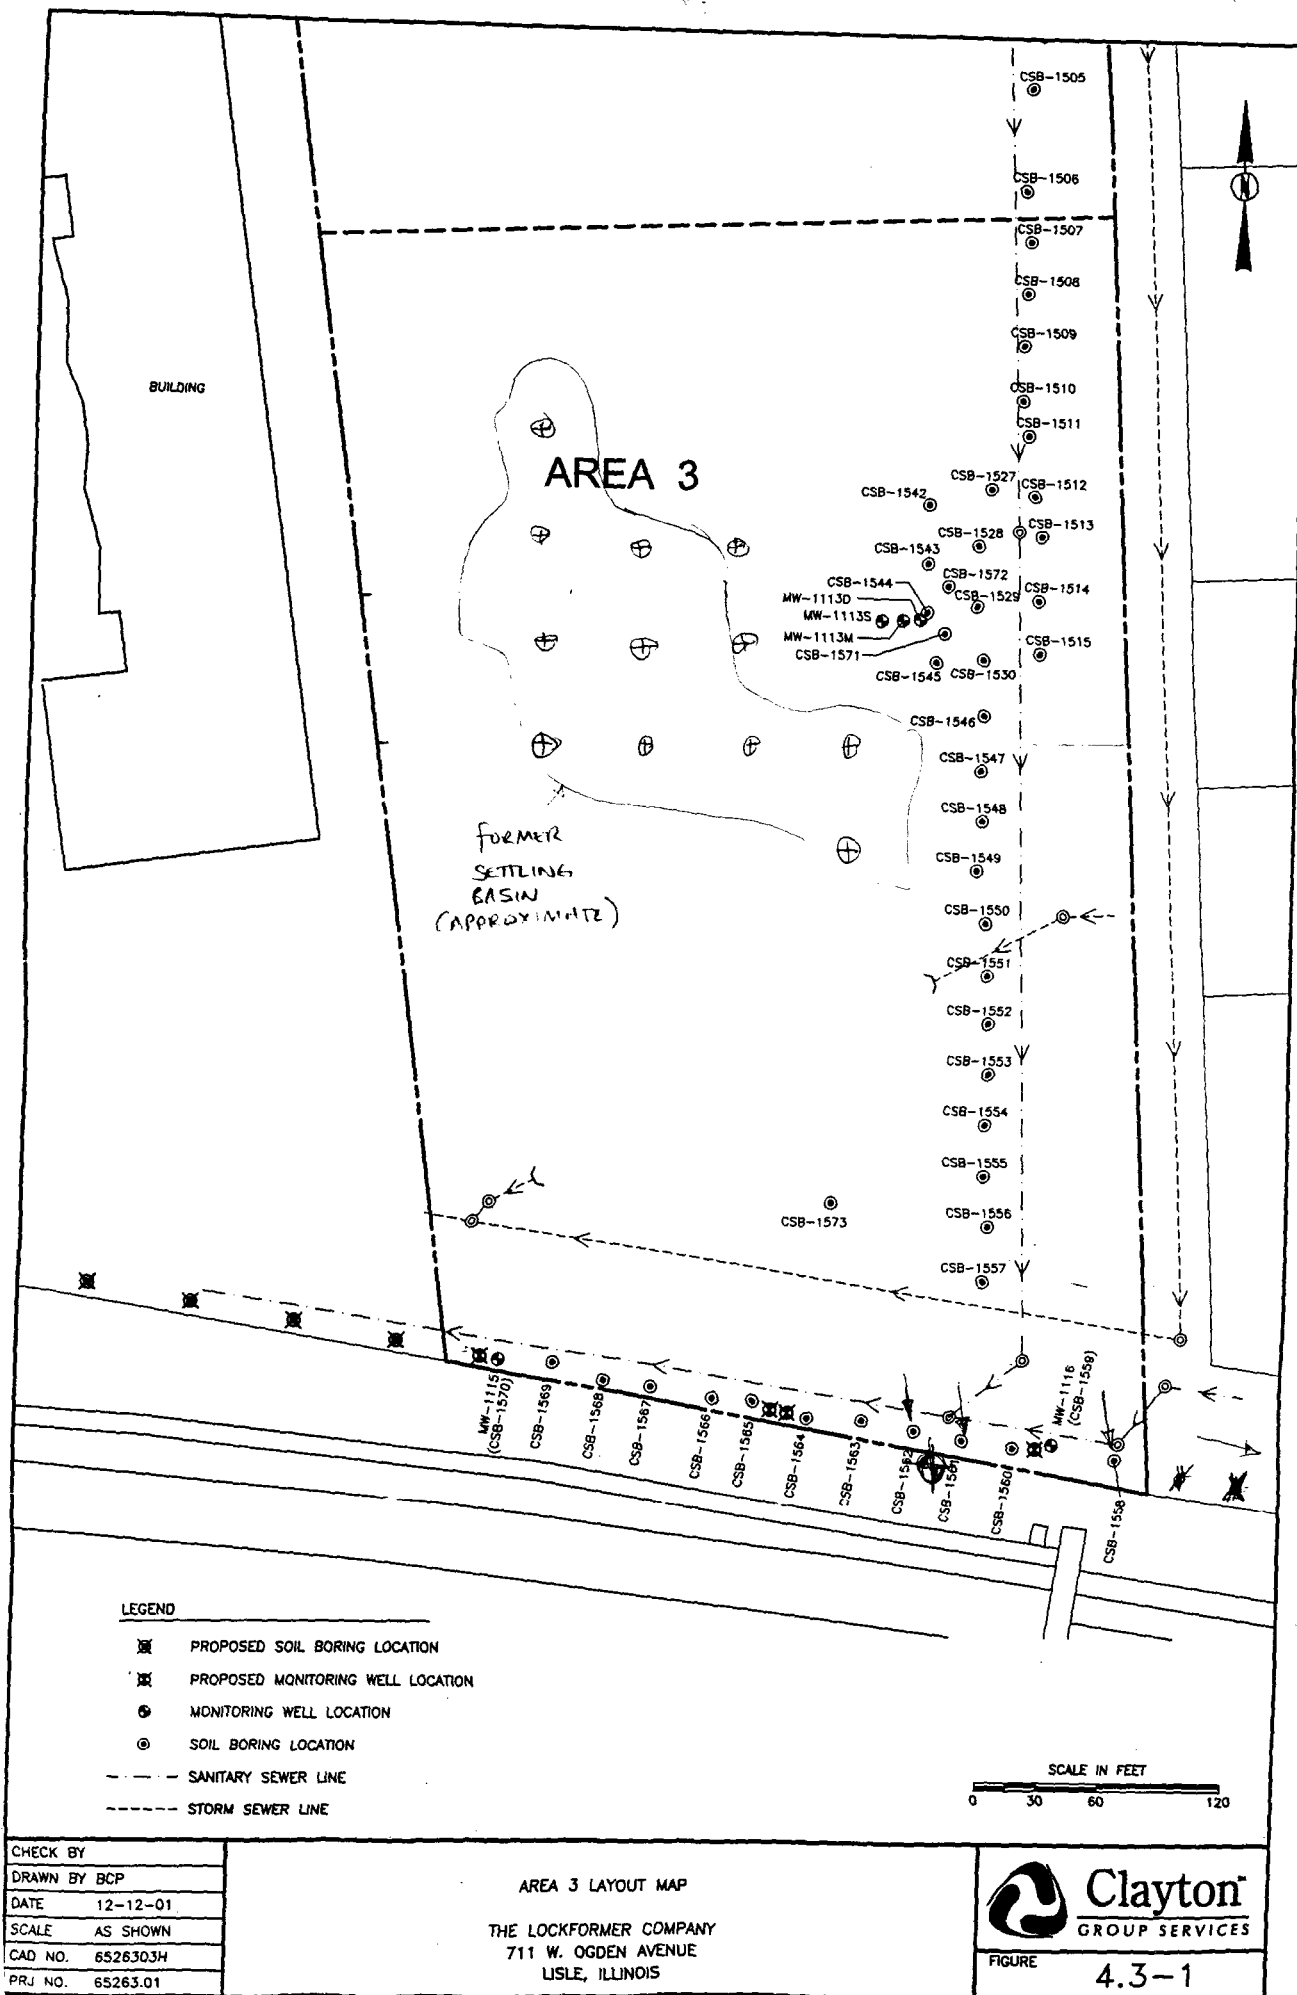 CSB-1505
CSB-1506
CSB-1507
CSB-1508
CSB-1509
CSB-1510
CSB-1511
N
BUILDING
AREA 3
CSB-1527
CSB-1512
CSB-1542
CSB-1528
CSB-1513
CSB-1543
CSB-1572
CSB-1544
CSB-1529
CSB-1514
MW-1113D
MW-1113S
MW-1113M
CSB-1571
CSB-1515
CSB-1545
CSB-1530
CSB-1546
CSB-1547
CSB-1548
CSB-1549
CSB-1550
CSB-1551
CSB-1552
CSB-1553
CSB-1554
CSB-1555
CSB-1556
CSB-1557
FORMER
SETTLING
BASIN
(APPROXIMATE)
CSB-1573
MW-1115
(CSB-1570)
CSB-1569
CSB-1568
CSB-1567
CSB-1566
CSB-1565
CSB-1564
CSB-1563
CSB-1562
CSB-1561
CSB-1560
MW-1116
(CSB-1559)
CSB-1558
LEGEND
PROPOSED SOIL BORING LOCATION
PROPOSED MONITORING WELL LOCATION
MONITORING WELL LOCATION
SOIL BORING LOCATION
SANITARY SEWER LINE
STORM SEWER LINE
SCALE IN FEET
0 30 60 120
CHECK BY
DRAWN BY BCP
DATE 12-12-01
SCALE AS SHOWN
CAD NO. 6526303H
PRJ NO. 65263.01
AREA 3 LAYOUT MAP
THE LOCKFORMER COMPANY
711 W. OGDEN AVENUE
LISLE, ILLINOIS
Clayton
GROUP SERVICES
FIGURE
4.3-1